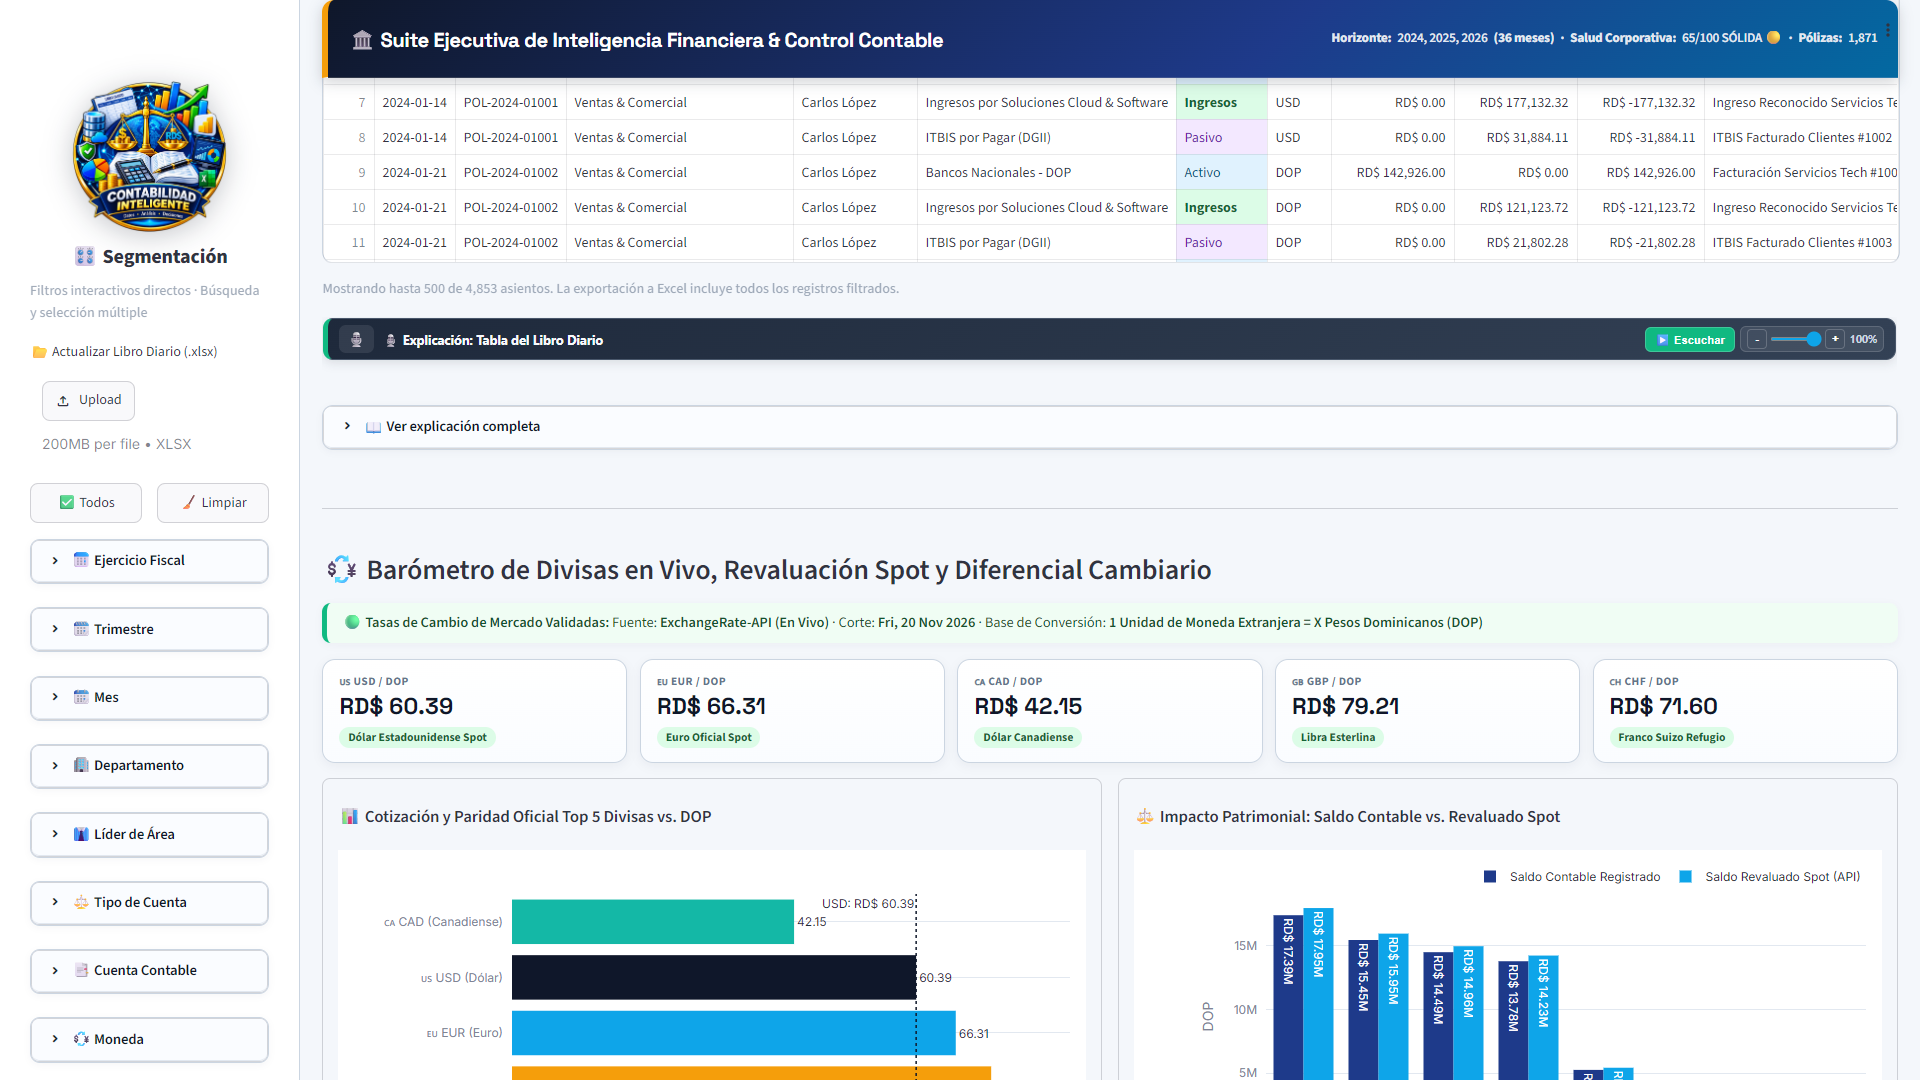 CONTABILIDAD
INTELIGENTE
Segmentación
Filtros interactivos directos · Búsqueda
y selección múltiple
Actualizar Libro Diario (.xlsx)
Upload
200MB per file • XLSX
Todos
Limpiar
Ejercicio Fiscal
Trimestre
Mes
Departamento
Líder de Área
Tipo de Cuenta
Cuenta Contable
Moneda
Suite Ejecutiva de Inteligencia Financiera & Control Contable
Horizonte: 2024, 2025, 2026 (36 meses) · Salud Corporativa: 65/100 SÓLIDA · Pólizas: 1,871
7 2024-01-14 POL-2024-01001 Ventas & Comercial Carlos López Ingresos por Soluciones Cloud & Software Ingresos USD RD$ 0.00 RD$ 177,132.32 RD$ -177,132.32 Ingreso Reconocido Servicios Te
8 2024-01-14 POL-2024-01001 Ventas & Comercial Carlos López ITBIS por Pagar (DGII) Pasivo USD RD$ 0.00 RD$ 31,884.11 RD$ -31,884.11 ITBIS Facturado Clientes #1002
9 2024-01-21 POL-2024-01002 Ventas & Comercial Carlos López Bancos Nacionales - DOP Activo DOP RD$ 142,926.00 RD$ 0.00 RD$ 142,926.00 Facturación Servicios Tech #100
10 2024-01-21 POL-2024-01002 Ventas & Comercial Carlos López Ingresos por Soluciones Cloud & Software Ingresos DOP RD$ 0.00 RD$ 121,123.72 RD$ -121,123.72 Ingreso Reconocido Servicios Te
11 2024-01-21 POL-2024-01002 Ventas & Comercial Carlos López ITBIS por Pagar (DGII) Pasivo DOP RD$ 0.00 RD$ 21,802.28 RD$ -21,802.28 ITBIS Facturado Clientes #1003
Mostrando hasta 500 de 4,853 asientos. La exportación a Excel incluye todos los registros filtrados.
Explicación: Tabla del Libro Diario
Escuchar
- + 100%
Ver explicación completa
Barómetro de Divisas en Vivo, Revaluación Spot y Diferencial Cambiario
Tasas de Cambio de Mercado Validadas: Fuente: ExchangeRate-API (En Vivo) · Corte: Fri, 20 Nov 2026 · Base de Conversión: 1 Unidad de Moneda Extranjera = X Pesos Dominicanos (DOP)
US USD / DOP
RD$ 60.39
Dólar Estadounidense Spot
EU EUR / DOP
RD$ 66.31
Euro Oficial Spot
CA CAD / DOP
RD$ 42.15
Dólar Canadiense
GB GBP / DOP
RD$ 79.21
Libra Esterlina
CH CHF / DOP
RD$ 71.60
Franco Suizo Refugio
Cotización y Paridad Oficial Top 5 Divisas vs. DOP
USD: RD$ 60.39
CA CAD (Canadiense) 42.15
US USD (Dólar) 60.39
EU EUR (Euro) 66.31
Impacto Patrimonial: Saldo Contable vs. Revaluado Spot
Saldo Contable Registrado
Saldo Revaluado Spot (API)
DOP
15M
10M
5M
RD$ 17.39M
RD$ 17.95M
RD$ 15.45M
RD$ 15.95M
RD$ 14.49M
RD$ 14.96M
RD$ 13.78M
RD$ 14.23M